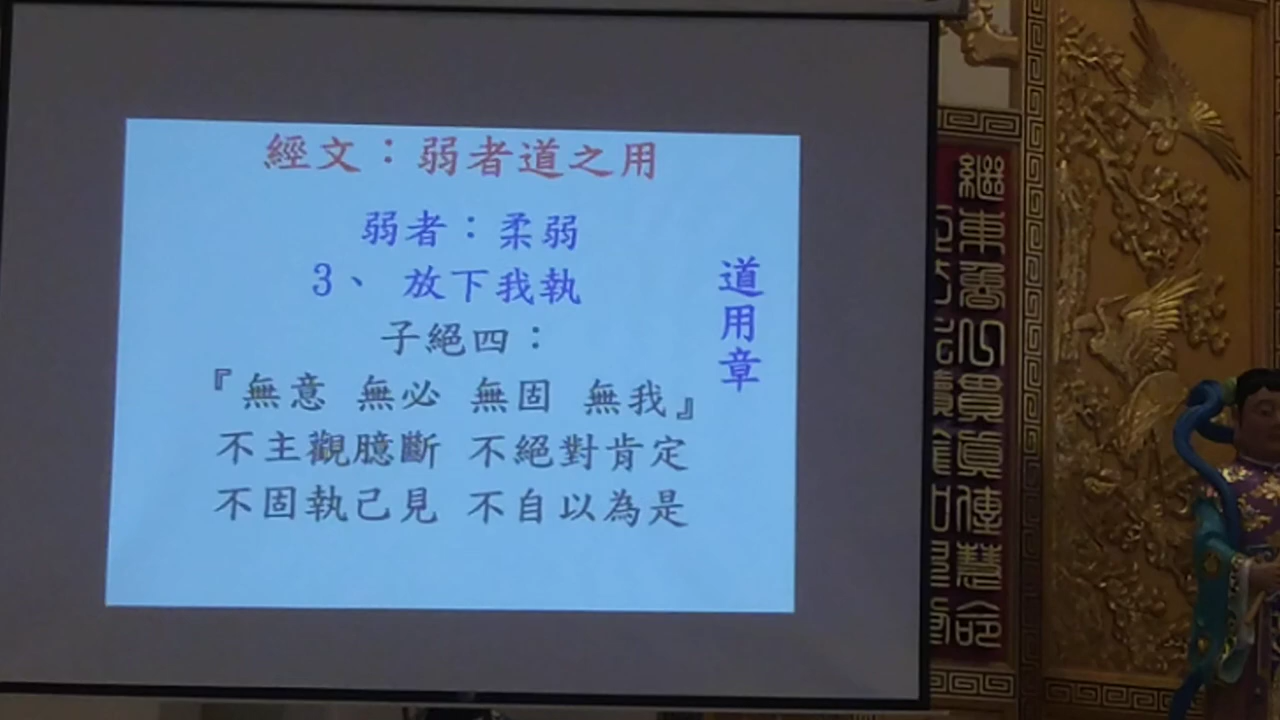 經文：弱者道之用
弱者：柔弱
3、 放下我執
子絕四：
『無意 無必 無固 無我』
不主觀臆斷 不絕對肯定
不固執己見 不自以為是
道用章